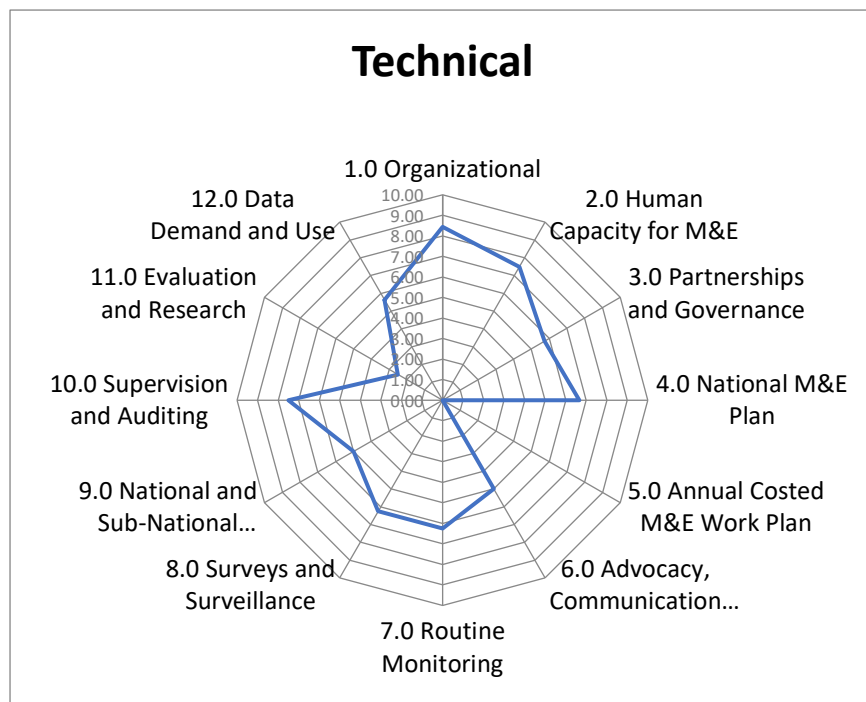 Technical
1.0 Organizational
2.0 Human
Capacity for M&E
3.0 Partnerships
and Governance
4.0 National M&E
Plan
5.0 Annual Costed
M&E Work Plan
6.0 Advocacy,
Communication...
7.0 Routine
Monitoring
8.0 Surveys and
Surveillance
9.0 National and
Sub-National...
10.0 Supervision
and Auditing
11.0 Evaluation
and Research
12.0 Data
Demand and Use
10.00
9.00
8.00
7.00
6.00
5.00
4.00
3.00
2.00
1.00
0.00